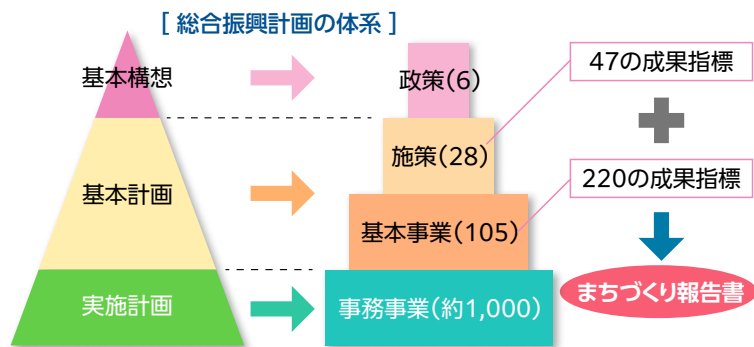 [ 総合振興計画の体系 ]
基本構想
政策(6)
47の成果指標
施策(28)
基本計画
220の成果指標
基本事業(105)
実施計画
事務事業(約1,000)
まちづくり報告書